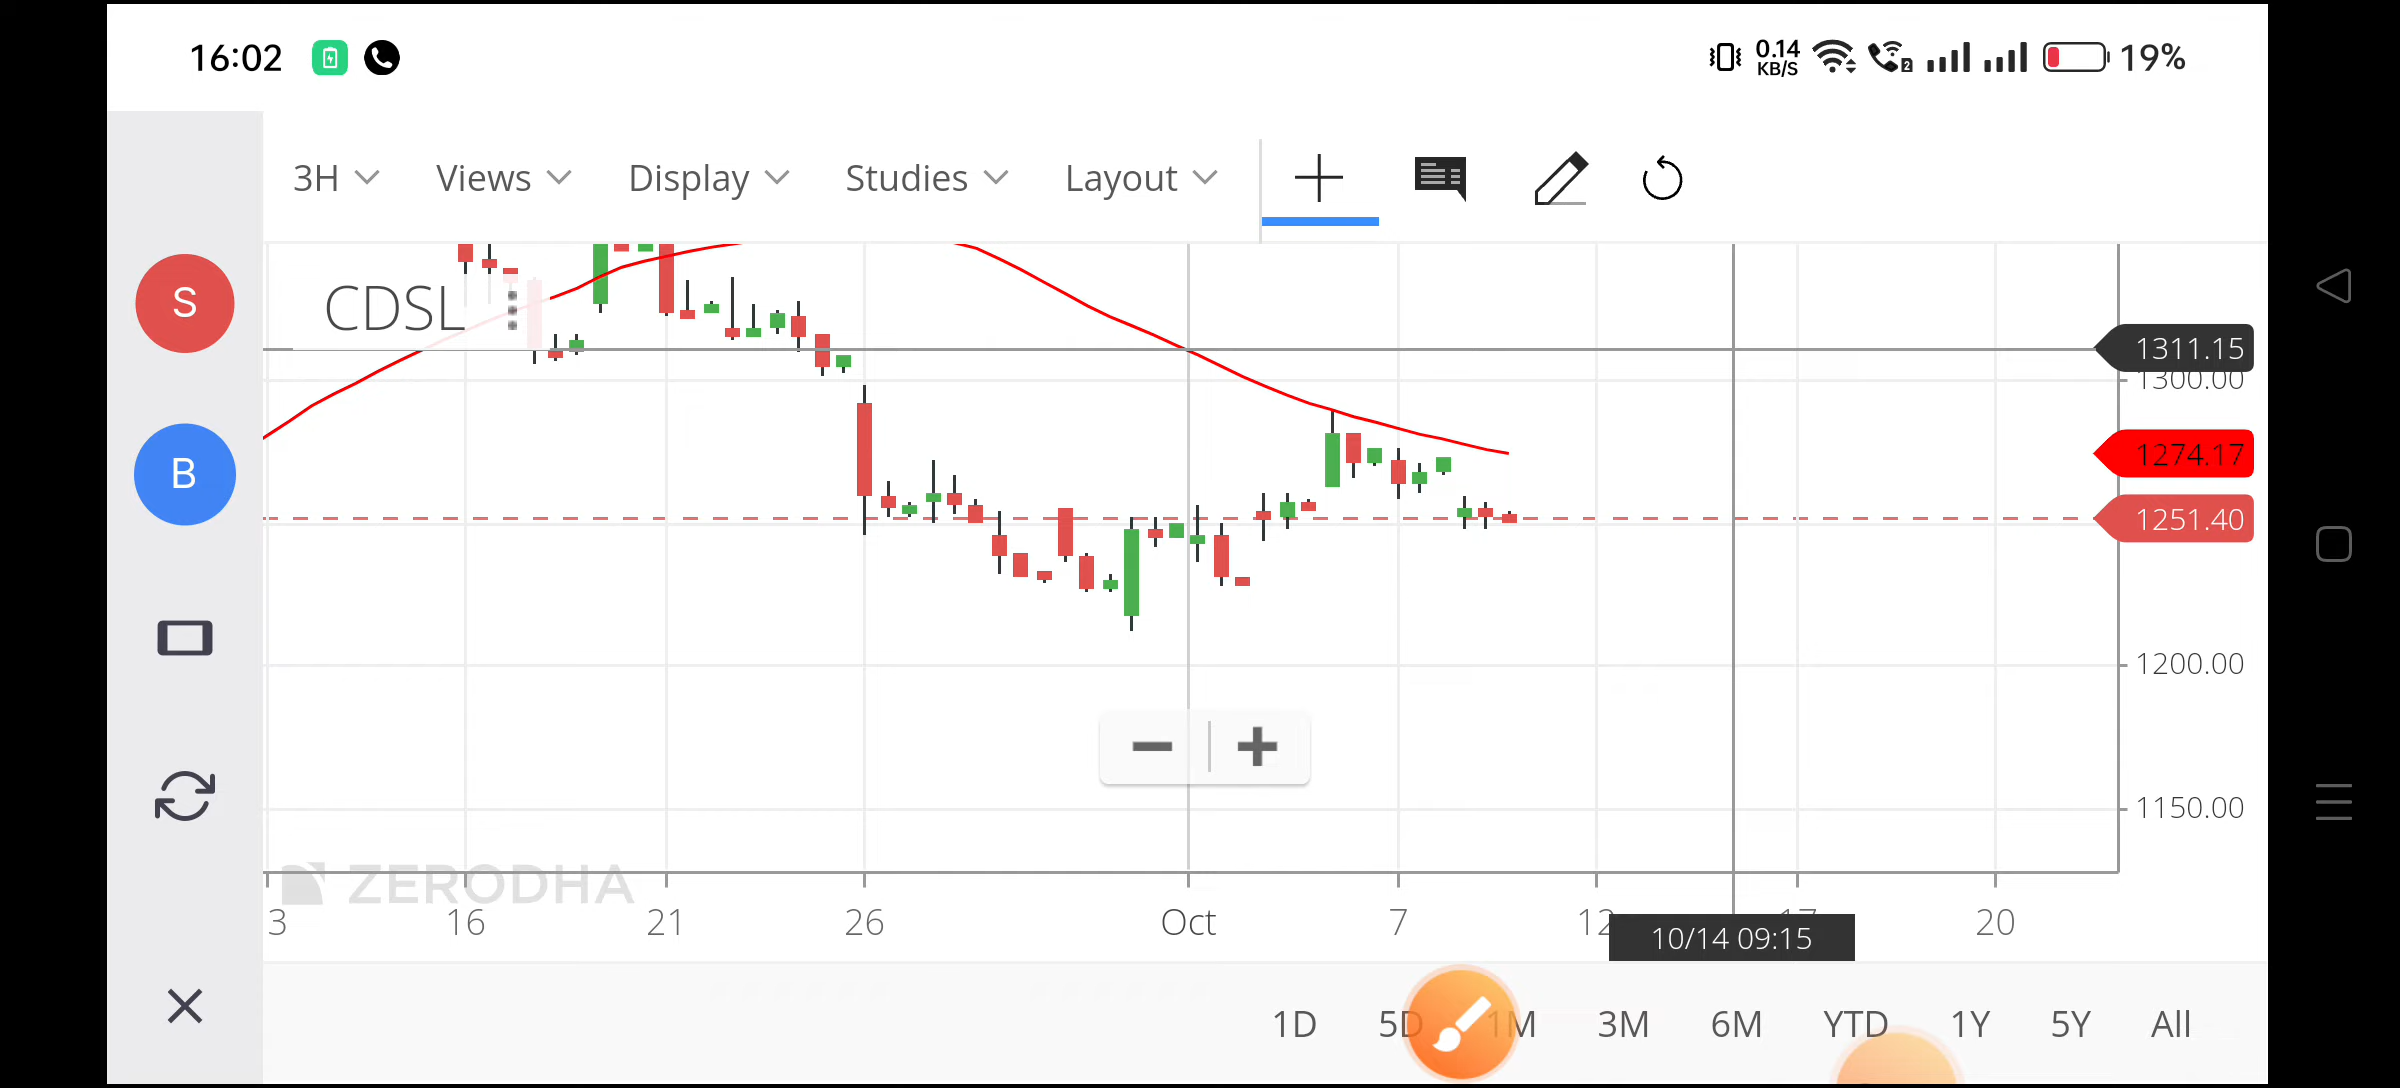 16:02
0.14
KB/S
2
19%
3H Views Display Studies Layout
S
CDSL
1311.15
1300.00
1274.17
B
1251.40
1200.00
1150.00
ZERODHA
3 16 21 26 Oct 7 12 17 20
10/14 09:15
1D 5D 1M 3M 6M YTD 1Y 5Y All